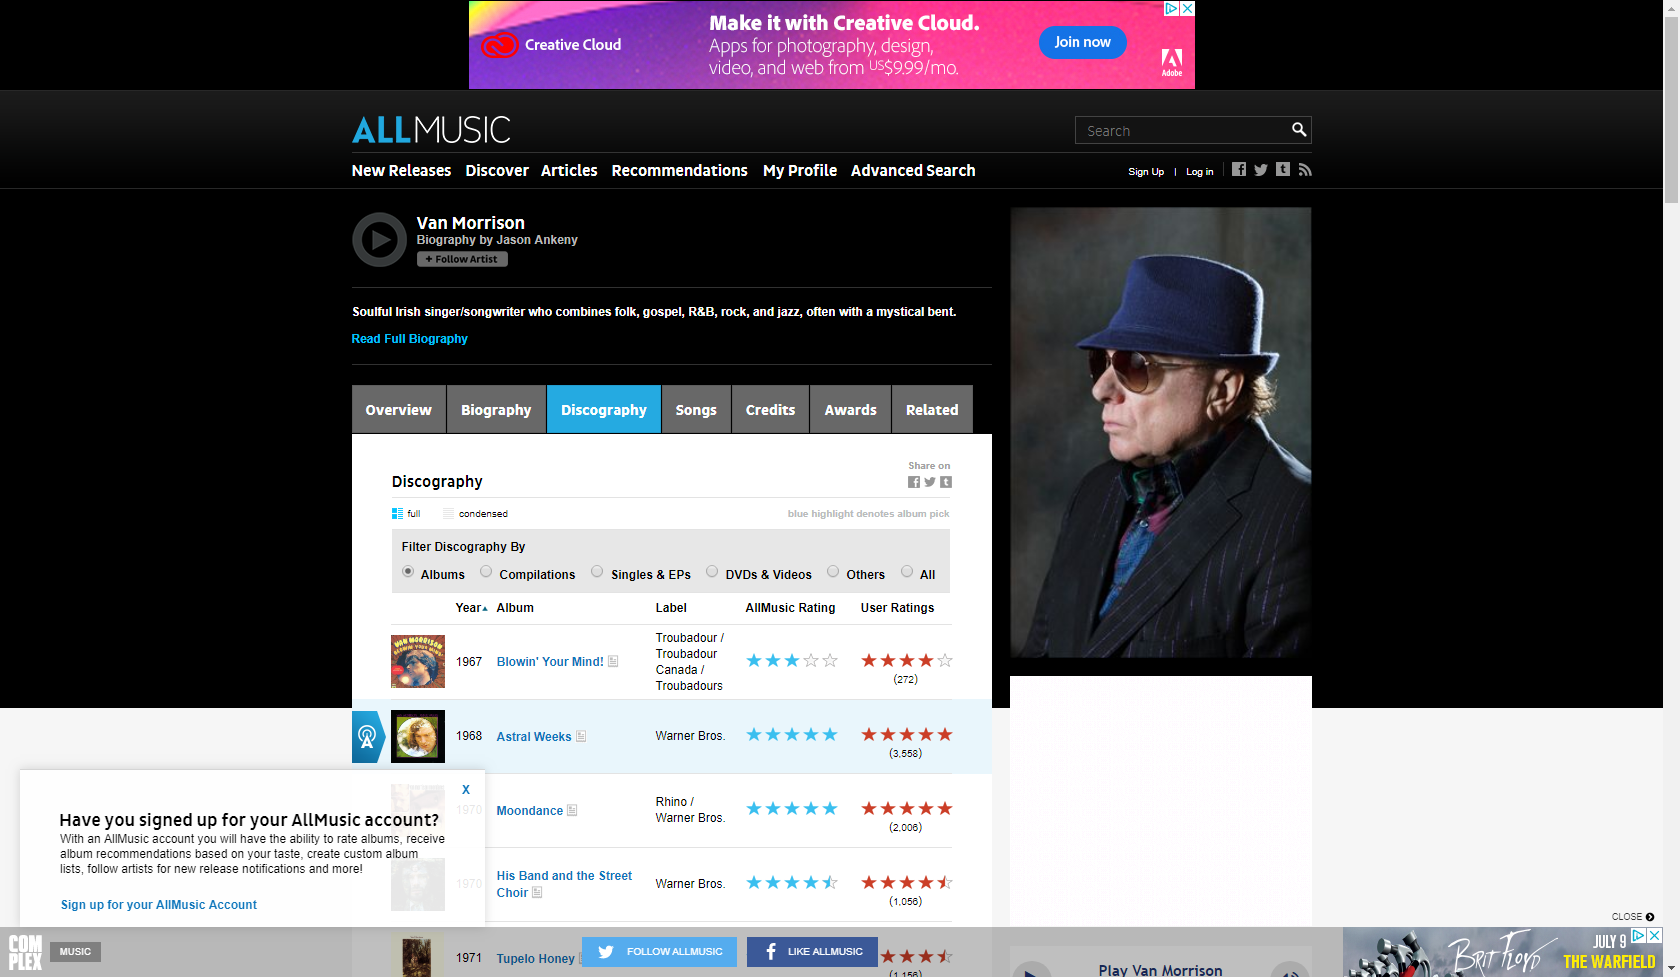 Creative Cloud
Make it with Creative Cloud.
Apps for photography, design,
video, and web from US$9.99/mo.
Join now
Adobe
ALLMUSIC
Search
New Releases Discover Articles Recommendations My Profile Advanced Search
Sign Up | Log in
Van Morrison
Biography by Jason Ankeny
+ Follow Artist
Soulful Irish singer/songwriter who combines folk, gospel, R&B, rock, and jazz, often with a mystical bent.
Read Full Biography
Overview Biography Discography Songs Credits Awards Related
Share on
Discography
full condensed
blue highlight denotes album pick
Filter Discography By
Albums Compilations Singles & EPs DVDs & Videos Others All
Year Album Label AllMusic Rating User Ratings
VAN MORRISON
BLOWIN' YOUR MIND!
1967 Blowin' Your Mind!
Troubadour /
Troubadour
Canada /
Troubadours
(272)
1968 Astral Weeks Warner Bros.
(3,558)
1970 Moondance
Rhino /
Warner Bros.
(2,006)
1970 His Band and the Street
Choir
Warner Bros.
(1,056)
1971 Tupelo Honey
(1,156)
X
Have you signed up for your AllMusic account?
With an AllMusic account you will have the ability to rate albums, receive
album recommendations based on your taste, create custom album
lists, follow artists for new release notifications and more!
Sign up for your AllMusic Account
COMPLEX
MUSIC
FOLLOW ALLMUSIC
LIKE ALLMUSIC
CLOSE
Play Van Morrison
BRIT FLOYD
JULY 9
THE WARFIELD